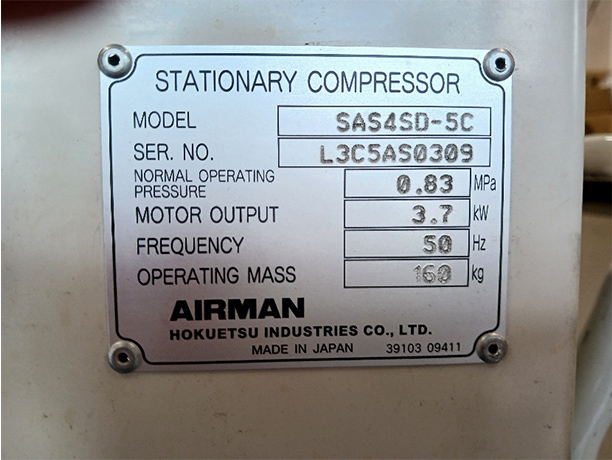 STATIONARY COMPRESSOR
MODEL SAS4SD-5C
SER. NO. L3C5AS0309
NORMAL OPERATING
PRESSURE 0.83 MPa
MOTOR OUTPUT 3.7 kW
FREQUENCY 50 Hz
OPERATING MASS 160 kg
AIRMAN
HOKUETSU INDUSTRIES CO., LTD.
MADE IN JAPAN 39103 09411